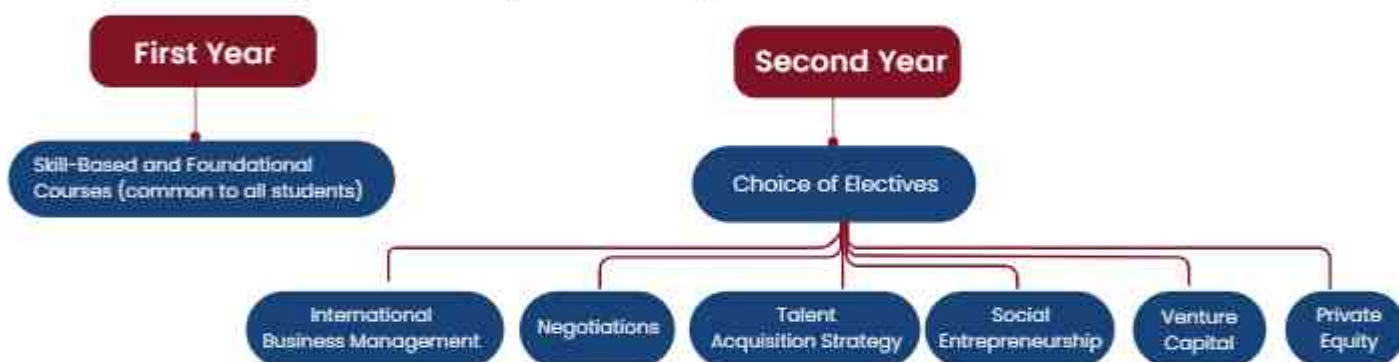 First Year
Skill-Based and Foundational
Courses (common to all students)
Second Year
Choice of Electives
International
Business Management
Negotiations
Talent
Acquisition Strategy
Social
Entrepreneurship
Venture
Capital
Private
Equity